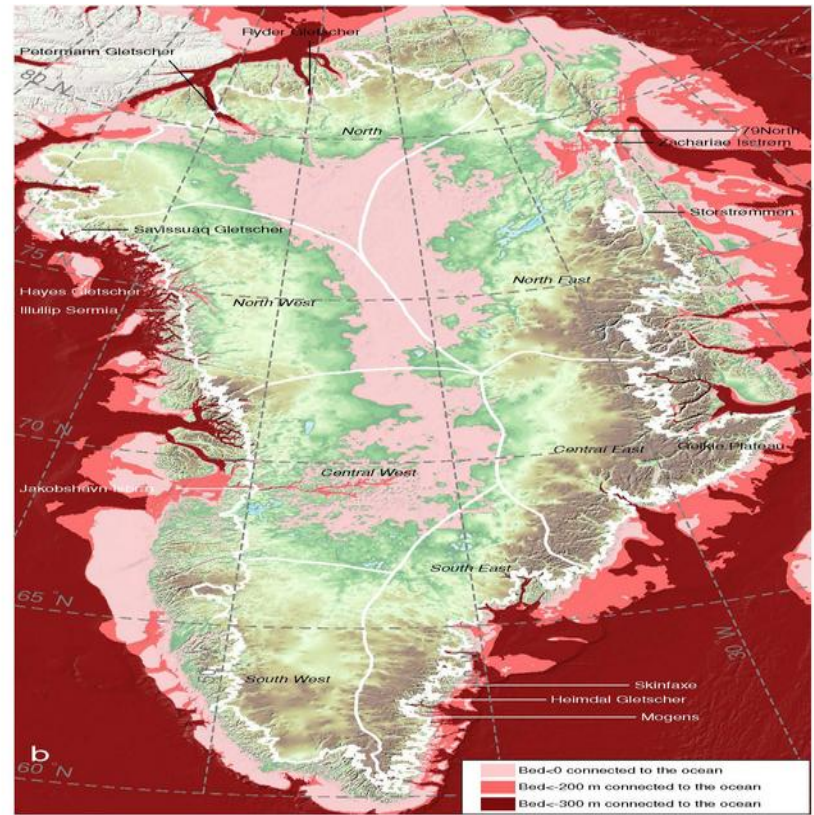 Ryder Gletscher
Petermann Gletscher
80 N
North
79North
Zachariae Isstrøm
Storstrømmen
Savissuaq Gletscher
75 N
North East
Hayes Gletscher
North West
Illullip Sermia
70 N
Central East
Geikie Plateau
Central West
Jakobshavn Isbræ
South East
65 N
30 W
South West
Skinfaxe
Heimdal Gletscher
Mogens
b
60 N
Bed<0 connected to the ocean
Bed<-200 m connected to the ocean
Bed<-300 m connected to the ocean